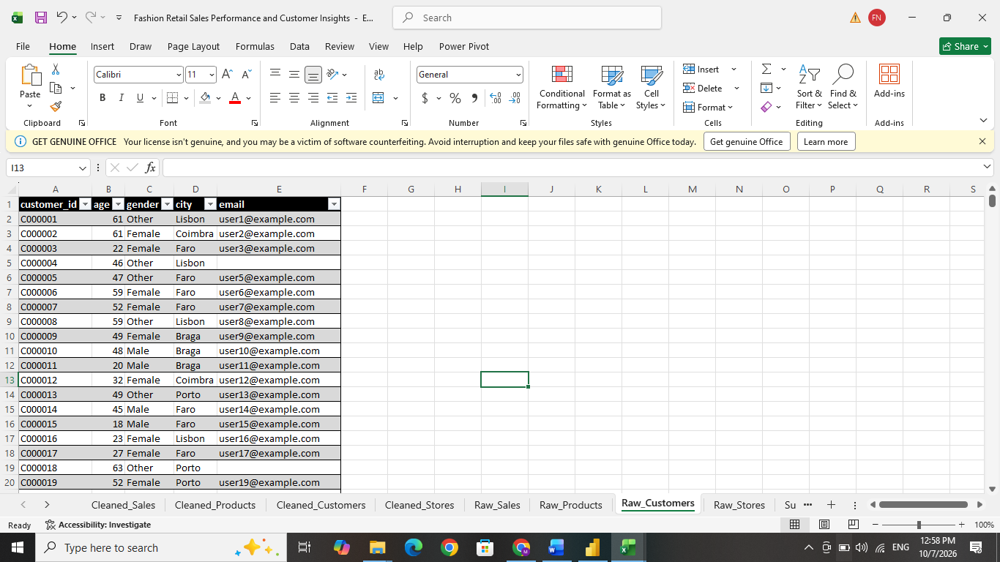 Fashion Retail Sales Performance and Customer Insights - E...
Search
FN
File Home Insert Draw Page Layout Formulas Data Review View Help Power Pivot
Share
Paste
Calibri
11
A A
B I U
A
ab
General
$ % 9
Conditional Formatting
Format as Table
Cell Styles
Insert
Delete
Format
Sort & Filter
Find & Select
Add-ins
Clipboard Font Alignment Number Styles Cells Editing Add-ins
GET GENUINE OFFICE Your license isn't genuine, and you may be a victim of software counterfeiting. Avoid interruption and keep your files safe with genuine Office today. Get genuine Office Learn more
I13
fx
A B C D E F G H I J K L M N O P Q R S
1 customer_id age gender city email
2 C000001 61 Other Lisbon user1@example.com
3 C000002 61 Female Coimbra user2@example.com
4 C000003 22 Female Faro user3@example.com
5 C000004 46 Other Lisbon
6 C000005 47 Other Faro user5@example.com
7 C000006 59 Female Faro user6@example.com
8 C000007 52 Female Faro user7@example.com
9 C000008 59 Other Lisbon user8@example.com
10 C000009 49 Female Braga user9@example.com
11 C000010 48 Male Braga user10@example.com
12 C000011 20 Male Braga user11@example.com
13 C000012 32 Female Coimbra user12@example.com
14 C000013 49 Other Porto user13@example.com
15 C000014 45 Male Faro user14@example.com
16 C000015 18 Male Faro user15@example.com
17 C000016 23 Female Lisbon user16@example.com
18 C000017 27 Female Faro user17@example.com
19 C000018 63 Other Porto
20 C000019 52 Female Porto user19@example.com
Cleaned_Sales Cleaned_Products Cleaned_Customers Cleaned_Stores Raw_Sales Raw_Products Raw_Customers Raw_Stores Su ...
Ready Accessibility: Investigate 100%
Type here to search
ENG
12:58 PM
10/7/2026